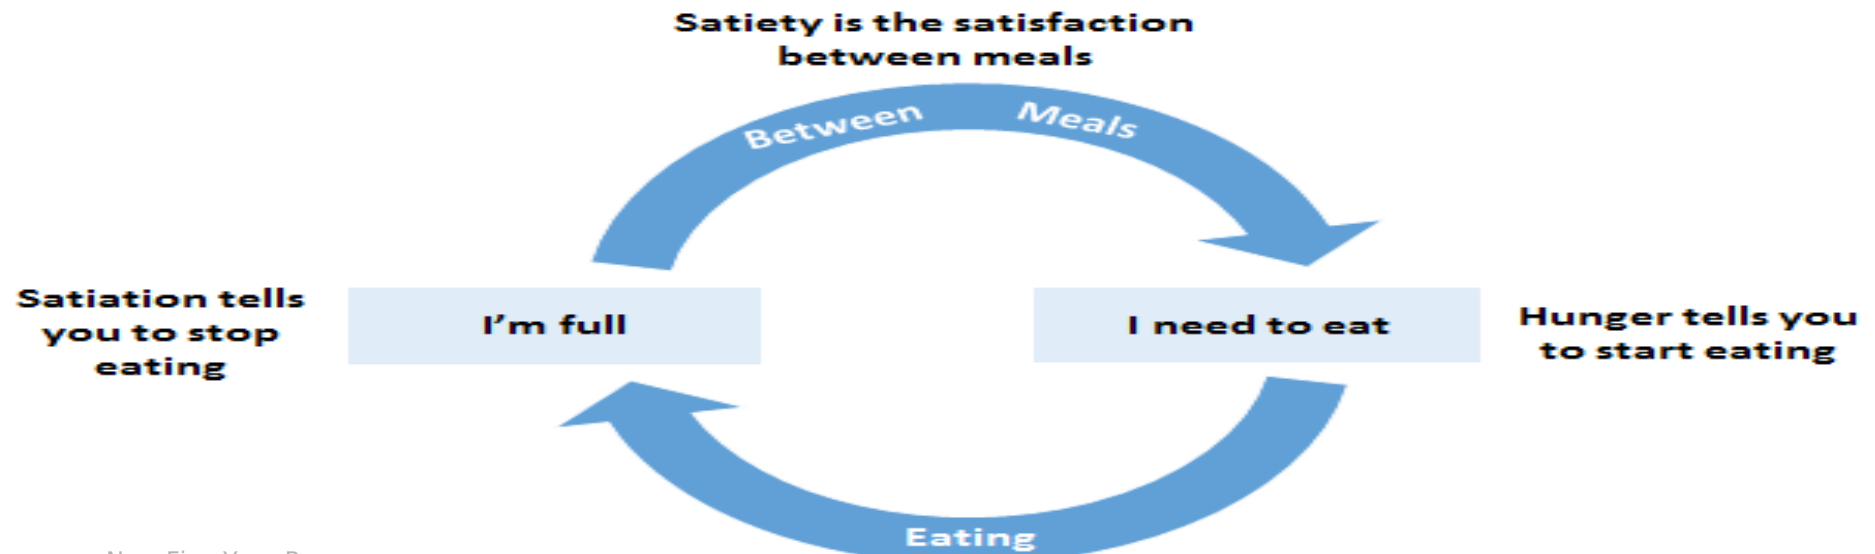 Satiety is the satisfaction
between meals
Between Meals
Satiation tells
you to stop
eating
I'm full
I need to eat
Hunger tells you
to start eating
Eating